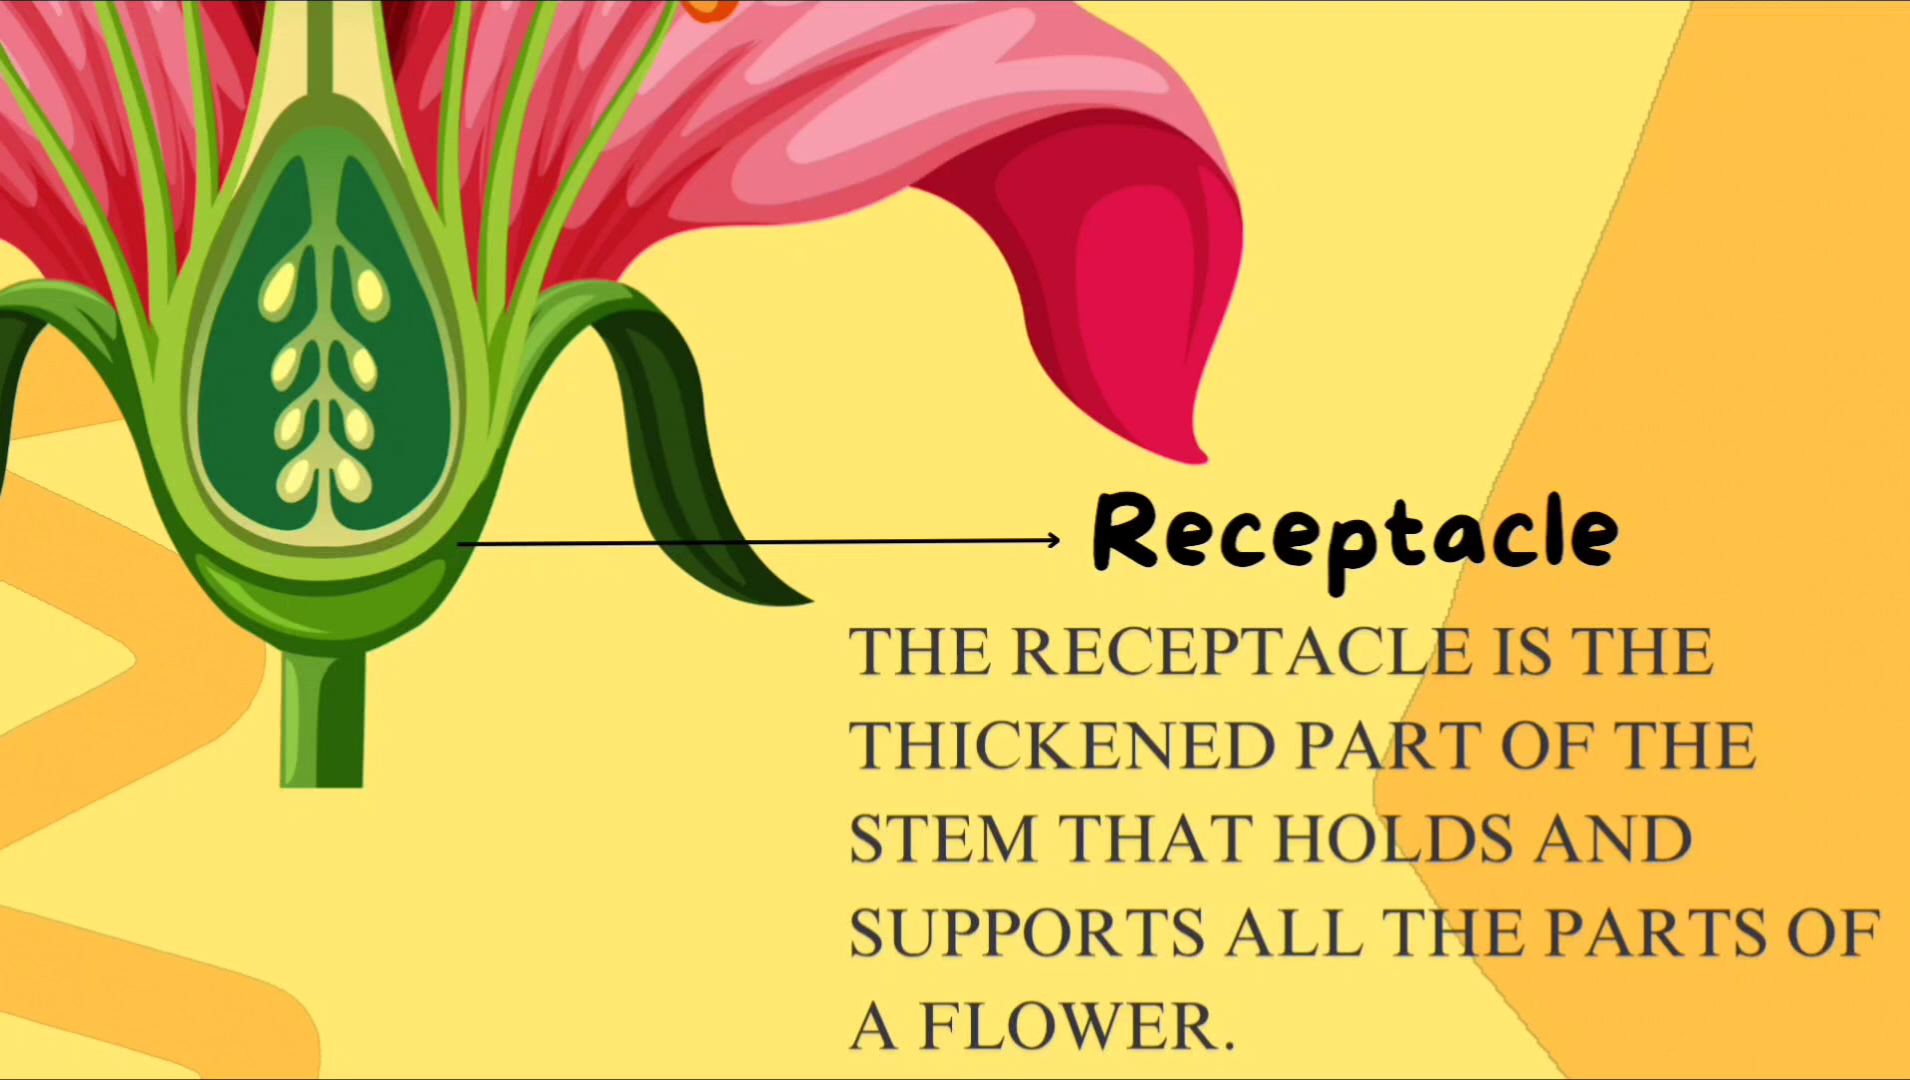 Receptacle
THE RECEPTACLE IS THE
THICKENED PART OF THE
STEM THAT HOLDS AND
SUPPORTS ALL THE PARTS OF
A FLOWER.